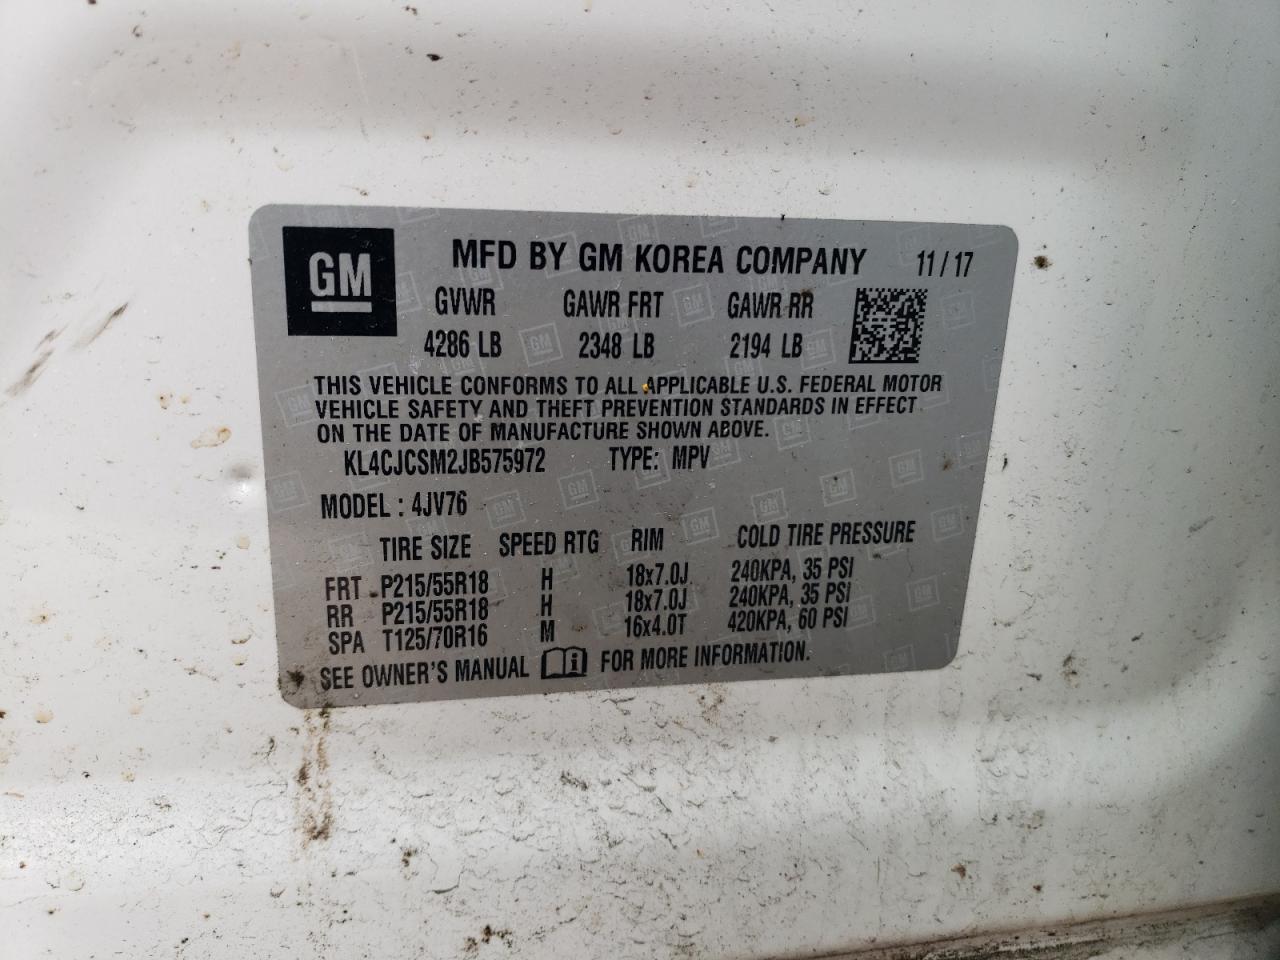 GM MFD BY GM KOREA COMPANY 11/17
GVWR GAWR FRT GAWR RR
4286 LB 2348 LB 2194 LB
THIS VEHICLE CONFORMS TO ALL APPLICABLE U.S. FEDERAL MOTOR
VEHICLE SAFETY AND THEFT PREVENTION STANDARDS IN EFFECT
ON THE DATE OF MANUFACTURE SHOWN ABOVE.
KL4CJCSM2JB575972 TYPE: MPV
MODEL : 4JV76
TIRE SIZE SPEED RTG RIM COLD TIRE PRESSURE
FRT P215/55R18 H 18x7.0J 240KPA, 35 PSI
RR P215/55R18 H 18x7.0J 240KPA, 35 PSI
SPA T125/70R16 M 16x4.0T 420KPA, 60 PSI
SEE OWNER'S MANUAL i FOR MORE INFORMATION.